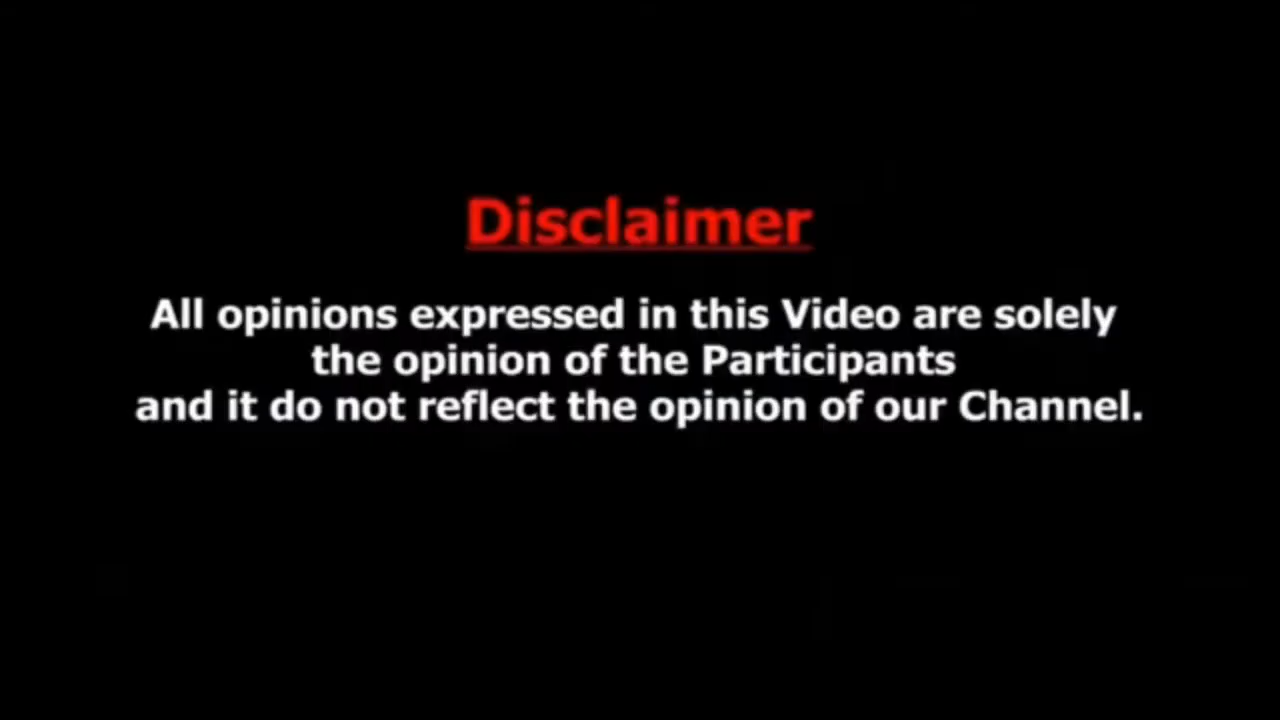 Disclaimer
All opinions expressed in this Video are solely
the opinion of the Participants
and it do not reflect the opinion of our Channel.